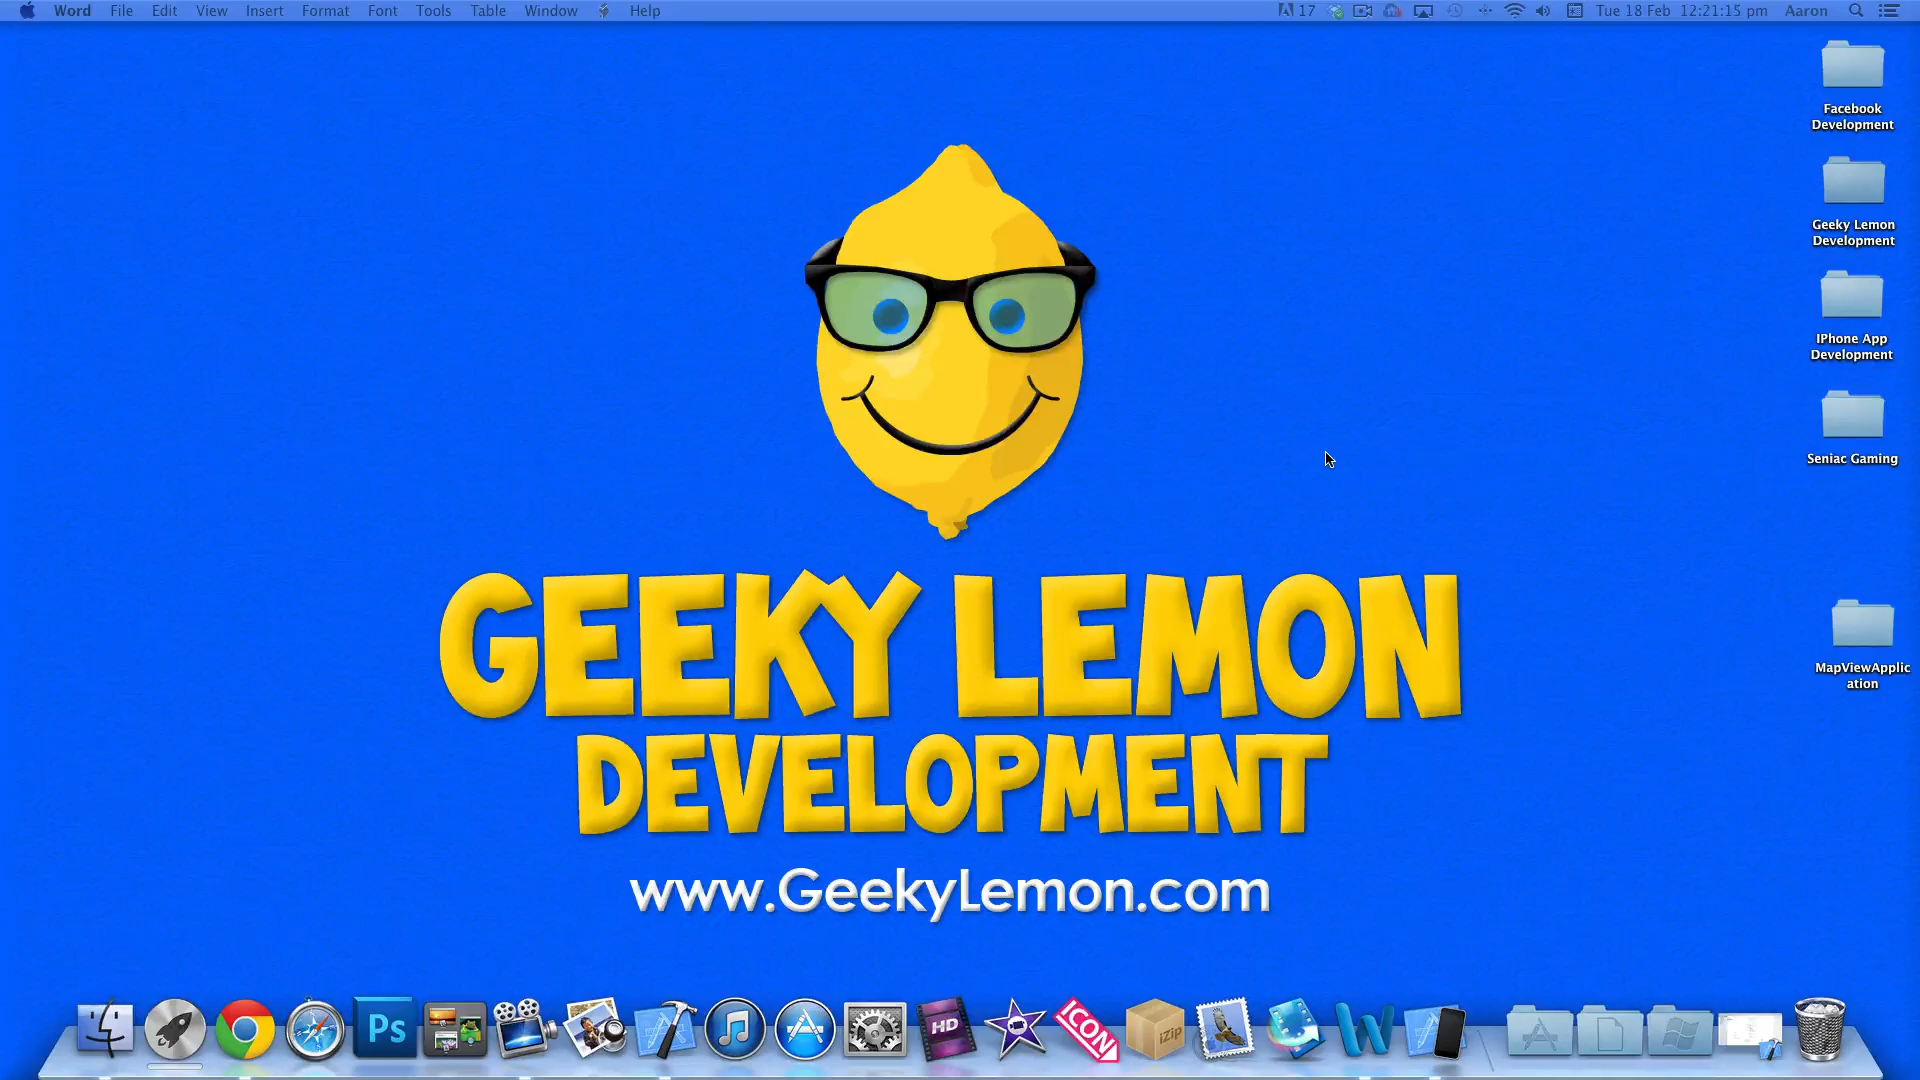 Word File Edit View Insert Format Font Tools Table Window Help 17 Tue 18 Feb 12:21:15 pm Aaron
Facebook
Development
Geeky Lemon
Development
IPhone App
Development
Seniac Gaming
MapViewApplic
ation
GEEKY LEMON
DEVELOPMENT
www.GeekyLemon.com
Ps
HD
ICON
iZip
W